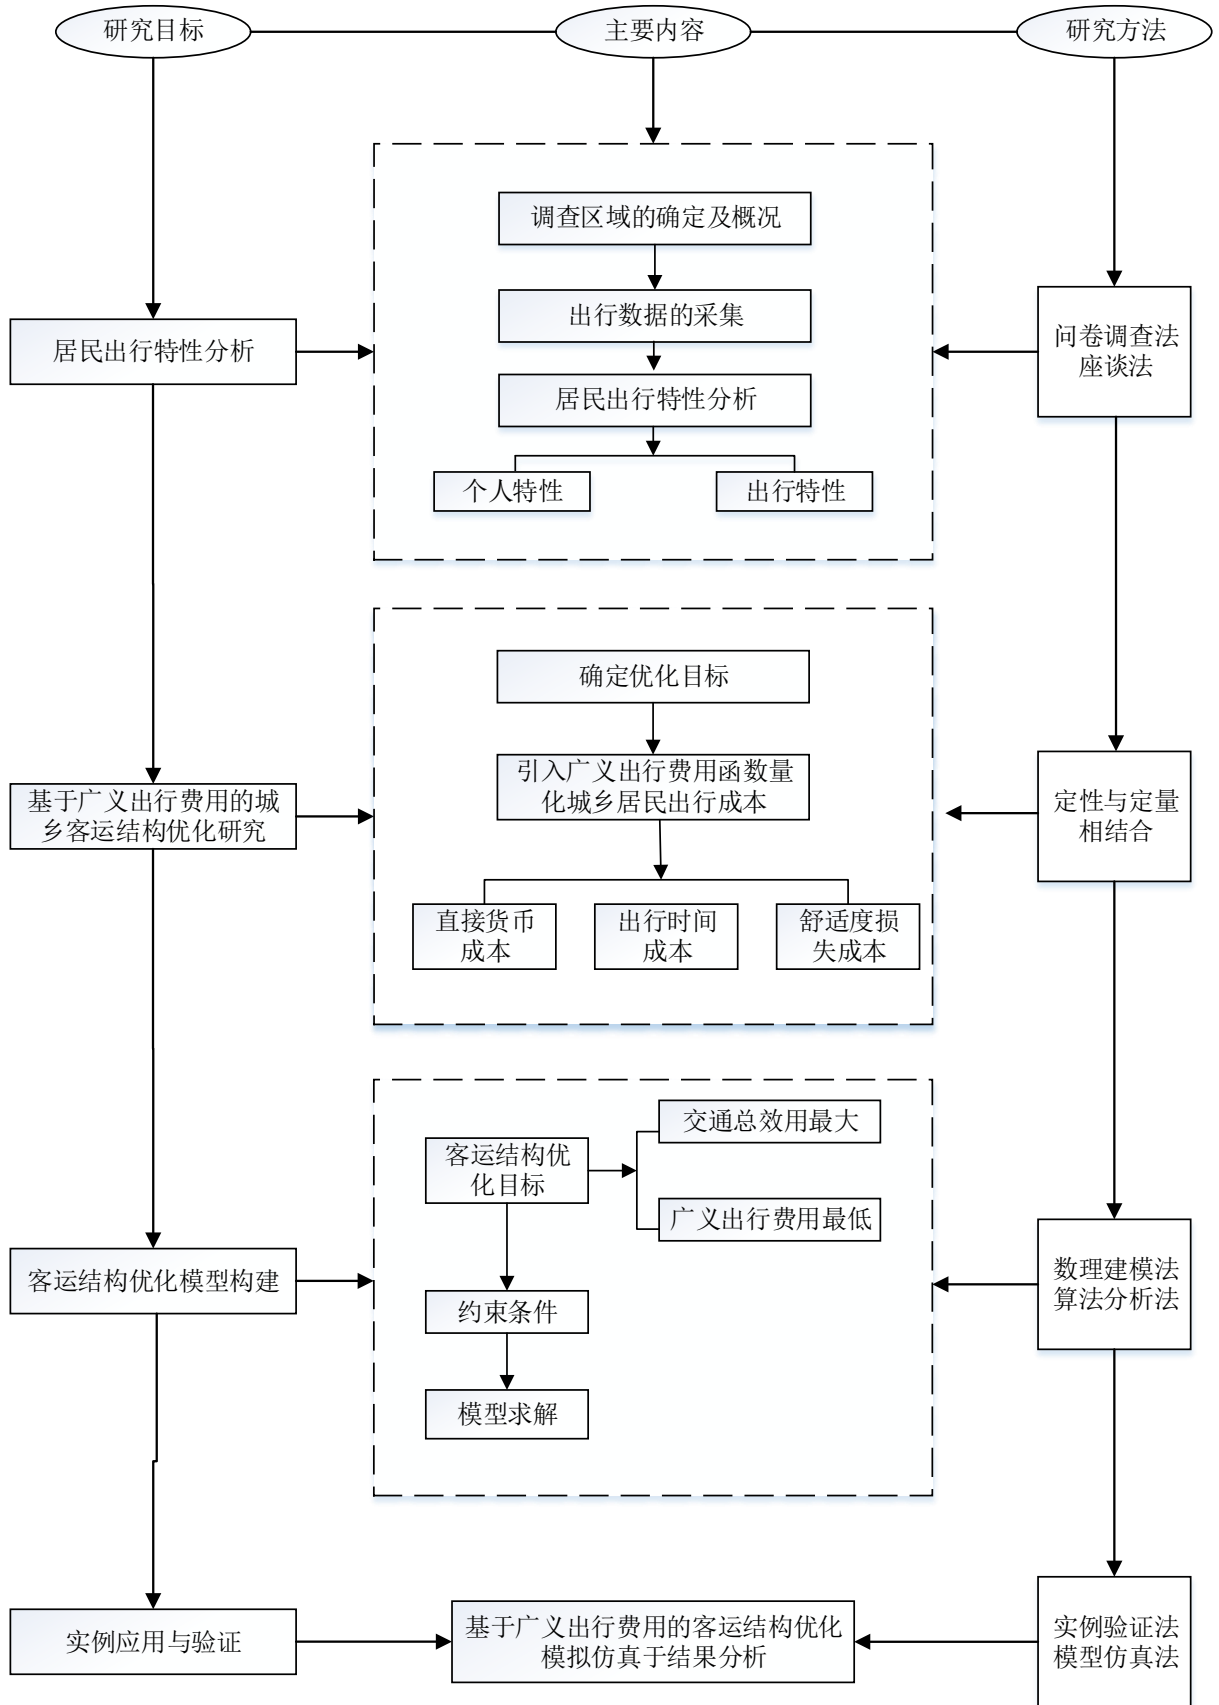 研究目标
主要内容
研究方法
调查区域的确定及概况
出行数据的采集
居民出行特性分析
居民出行特性分析
个人特性
出行特性
问卷调查法
座谈法
确定优化目标
引入广义出行费用函数量
化城乡居民出行成本
基于广义出行费用的城
乡客运结构优化研究
直接货币
成本
出行时间
成本
舒适度损
失成本
定性与定量
相结合
交通总效用最大
客运结构优
化目标
广义出行费用最低
客运结构优化模型构建
约束条件
模型求解
数理建模法
算法分析法
实例应用与验证
基于广义出行费用的客运结构优化
模拟仿真于结果分析
实例验证法
模型仿真法